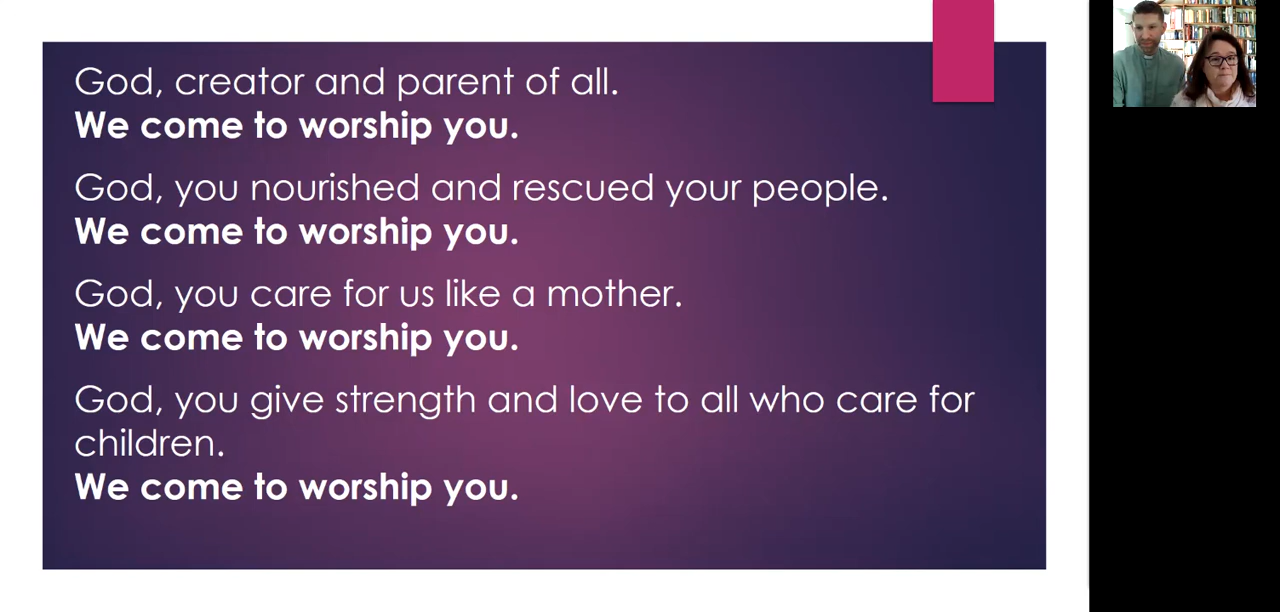 God, creator and parent of all.
We come to worship you.
God, you nourished and rescued your people.
We come to worship you.
God, you care for us like a mother.
We come to worship you.
God, you give strength and love to all who care for
children.
We come to worship you.